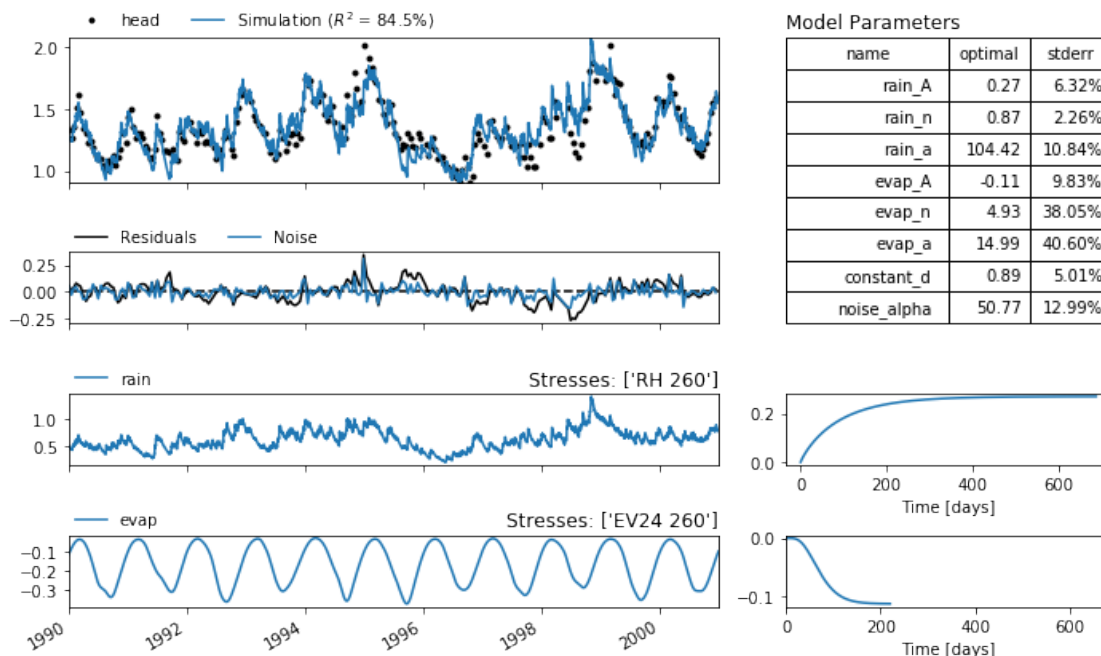 head Simulation (R² = 84.5%)
2.0
1.5
1.0
Residuals Noise
0.25
0.00
−0.25
rain Stresses: ['RH 260']
1.0
0.5
evap Stresses: ['EV24 260']
−0.1
−0.2
−0.3
1990 1992 1994 1996 1998 2000
Model Parameters
name optimal stderr
rain_A 0.27 6.32%
rain_n 0.87 2.26%
rain_a 104.42 10.84%
evap_A -0.11 9.83%
evap_n 4.93 38.05%
evap_a 14.99 40.60%
constant_d 0.89 5.01%
noise_alpha 50.77 12.99%
0.2
0.0
0 200 400 600
Time [days]
0.0
−0.1
0 200 400 600
Time [days]